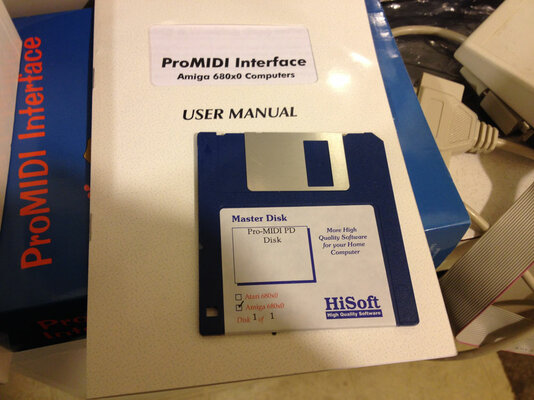 ProMIDI Interface
ProMIDI Interface
Amiga 680x0 Computers
USER MANUAL
Master Disk
Pro-MIDI PD
Disk
More High
Quality Software
for your Home
Computer
Atari 680x0
Amiga 680x0
Disk 1 of 1
HiSoft
High Quality Software
Pro